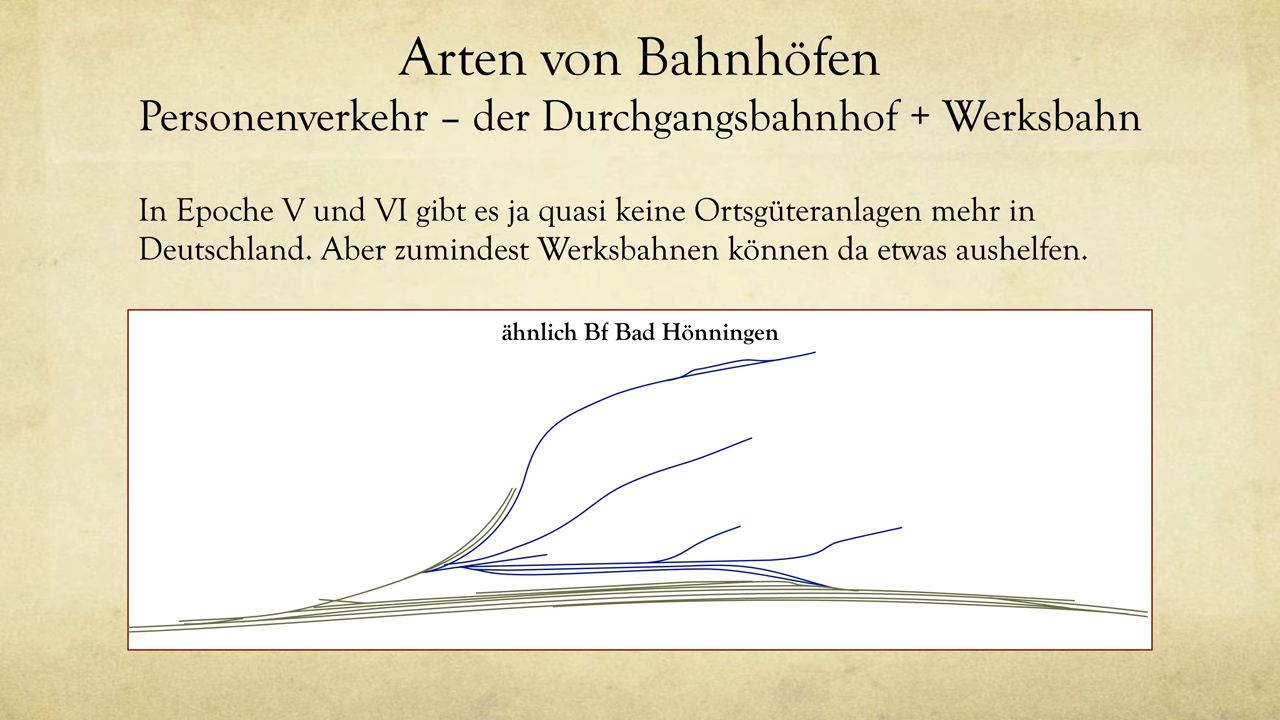 Arten von Bahnhöfen
Personenverkehr – der Durchgangsbahnhof + Werksbahn
In Epoche V und VI gibt es ja quasi keine Ortsgüteranlagen mehr in
Deutschland. Aber zumindest Werksbahnen können da etwas aushelfen.
ähnlich Bf Bad Hönningen